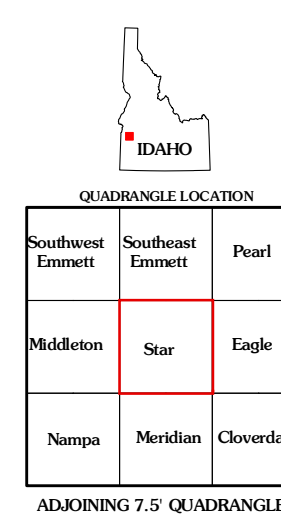 IDAHO
QUADRANGLE LOCATION
Southwest Southeast Pearl
Emmett Emmett
Middleton Star Eagle
Nampa Meridian Cloverda
ADJOINING 7.5' QUADRANGLE